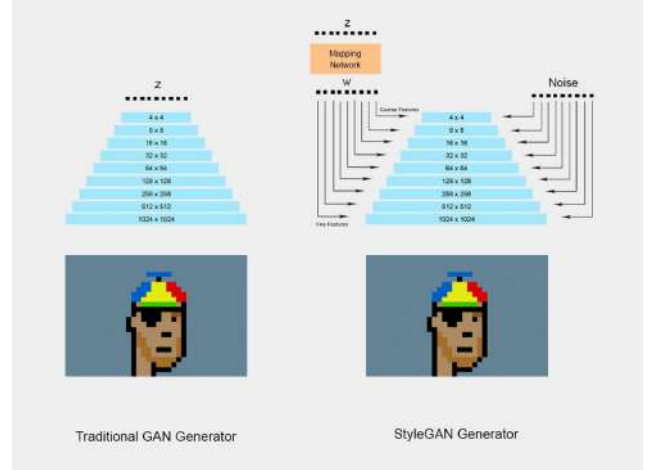 Z
4 x 4
8 x 8
16 x 16
32 x 32
64 x 64
128 x 128
256 x 256
512 x 512
1024 x 1024
Traditional GAN Generator
Z
Mapping
Network
W
Noise
Coarse Features
4 x 4
8 x 8
16 x 16
32 x 32
64 x 64
128 x 128
256 x 256
512 x 512
1024 x 1024
Fine Features
StyleGAN Generator